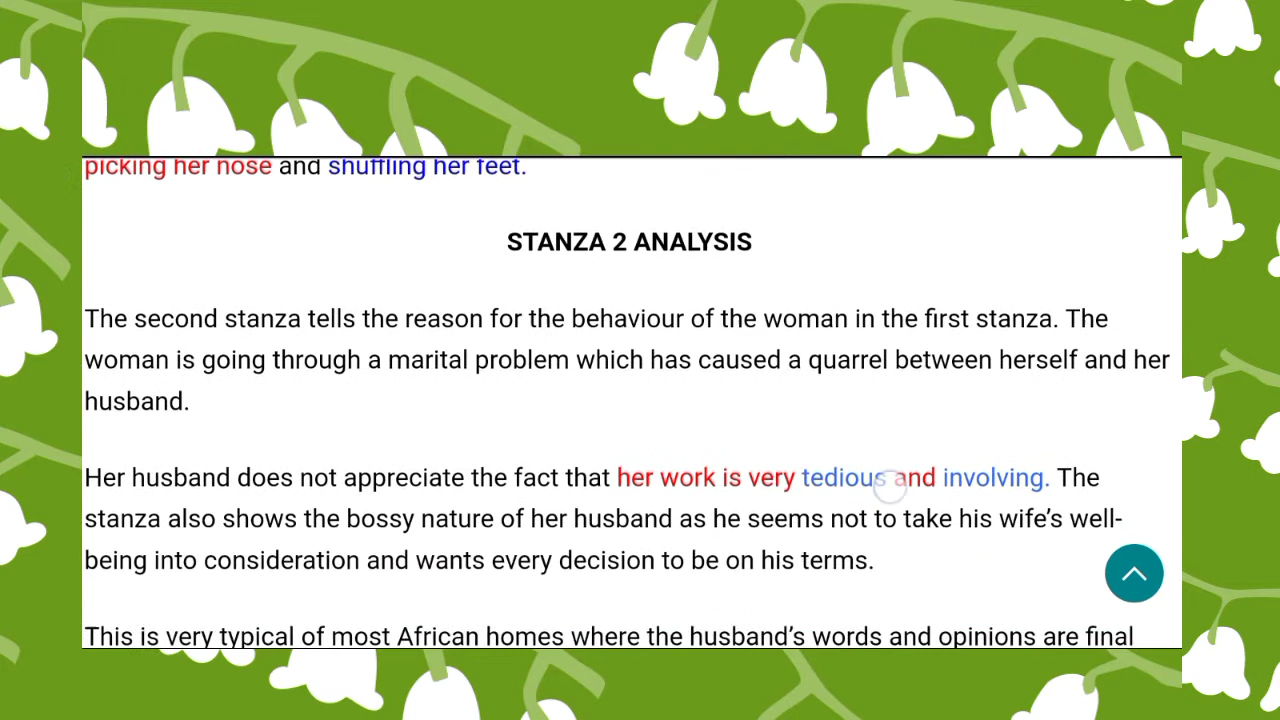 picking her nose and shuffling her feet.
STANZA 2 ANALYSIS
The second stanza tells the reason for the behaviour of the woman in the first stanza. The
woman is going through a marital problem which has caused a quarrel between herself and her
husband.
Her husband does not appreciate the fact that her work is very tedious and involving. The
stanza also shows the bossy nature of her husband as he seems not to take his wife’s well-
being into consideration and wants every decision to be on his terms.
This is very typical of most African homes where the husband’s words and opinions are final